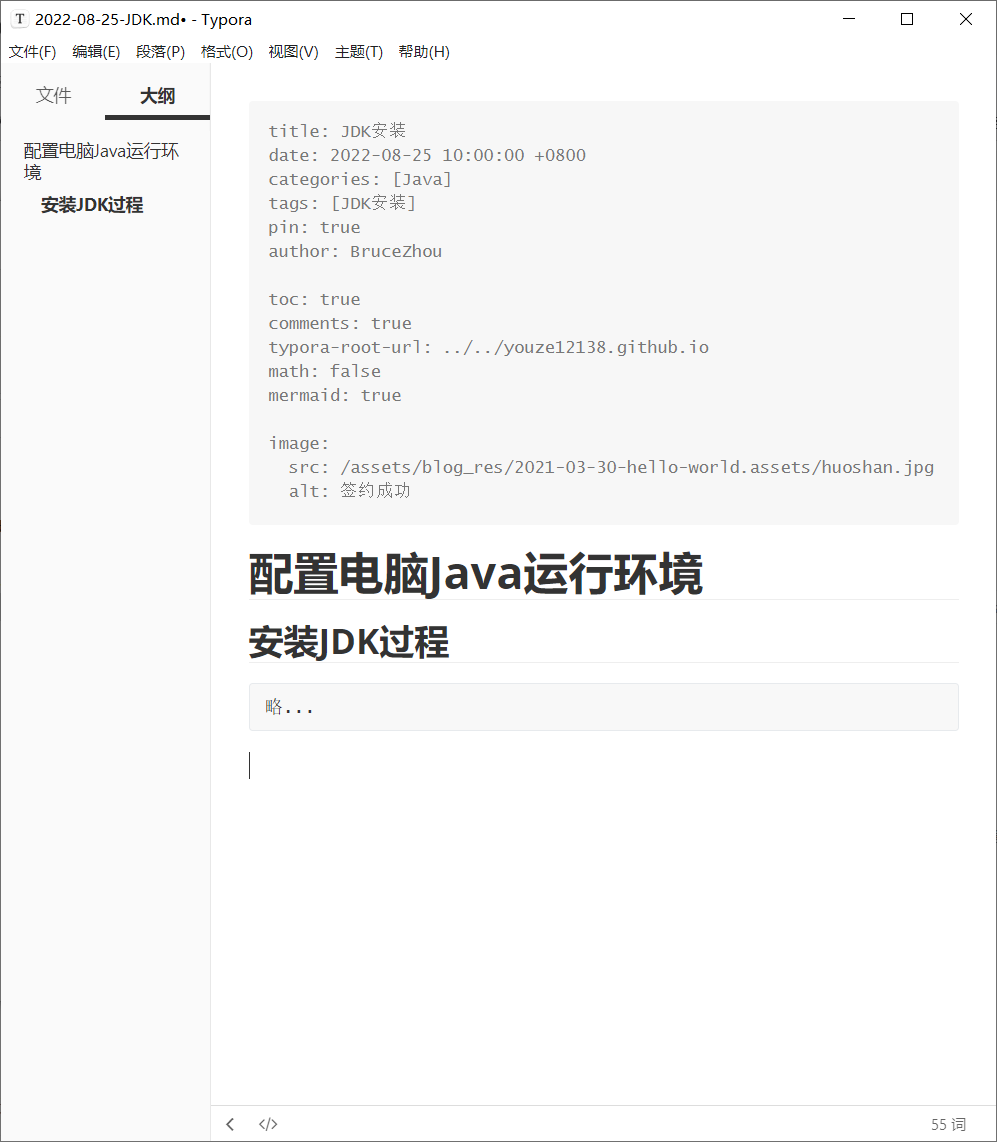 T 2022-08-25-JDK.md• - Typora
文件(F) 编辑(E) 段落(P) 格式(O) 视图(V) 主题(T) 帮助(H)
文件 大纲
配置电脑Java运行环
境
安装JDK过程
title: JDK安装
date: 2022-08-25 10:00:00 +0800
categories: [Java]
tags: [JDK安装]
pin: true
author: BruceZhou
toc: true
comments: true
typora-root-url: ../../youze12138.github.io
math: false
mermaid: true
image:
src: /assets/blog_res/2021-03-30-hello-world.assets/huoshan.jpg
alt: 签约成功
配置电脑Java运行环境
安装JDK过程
略...
</> 55 词